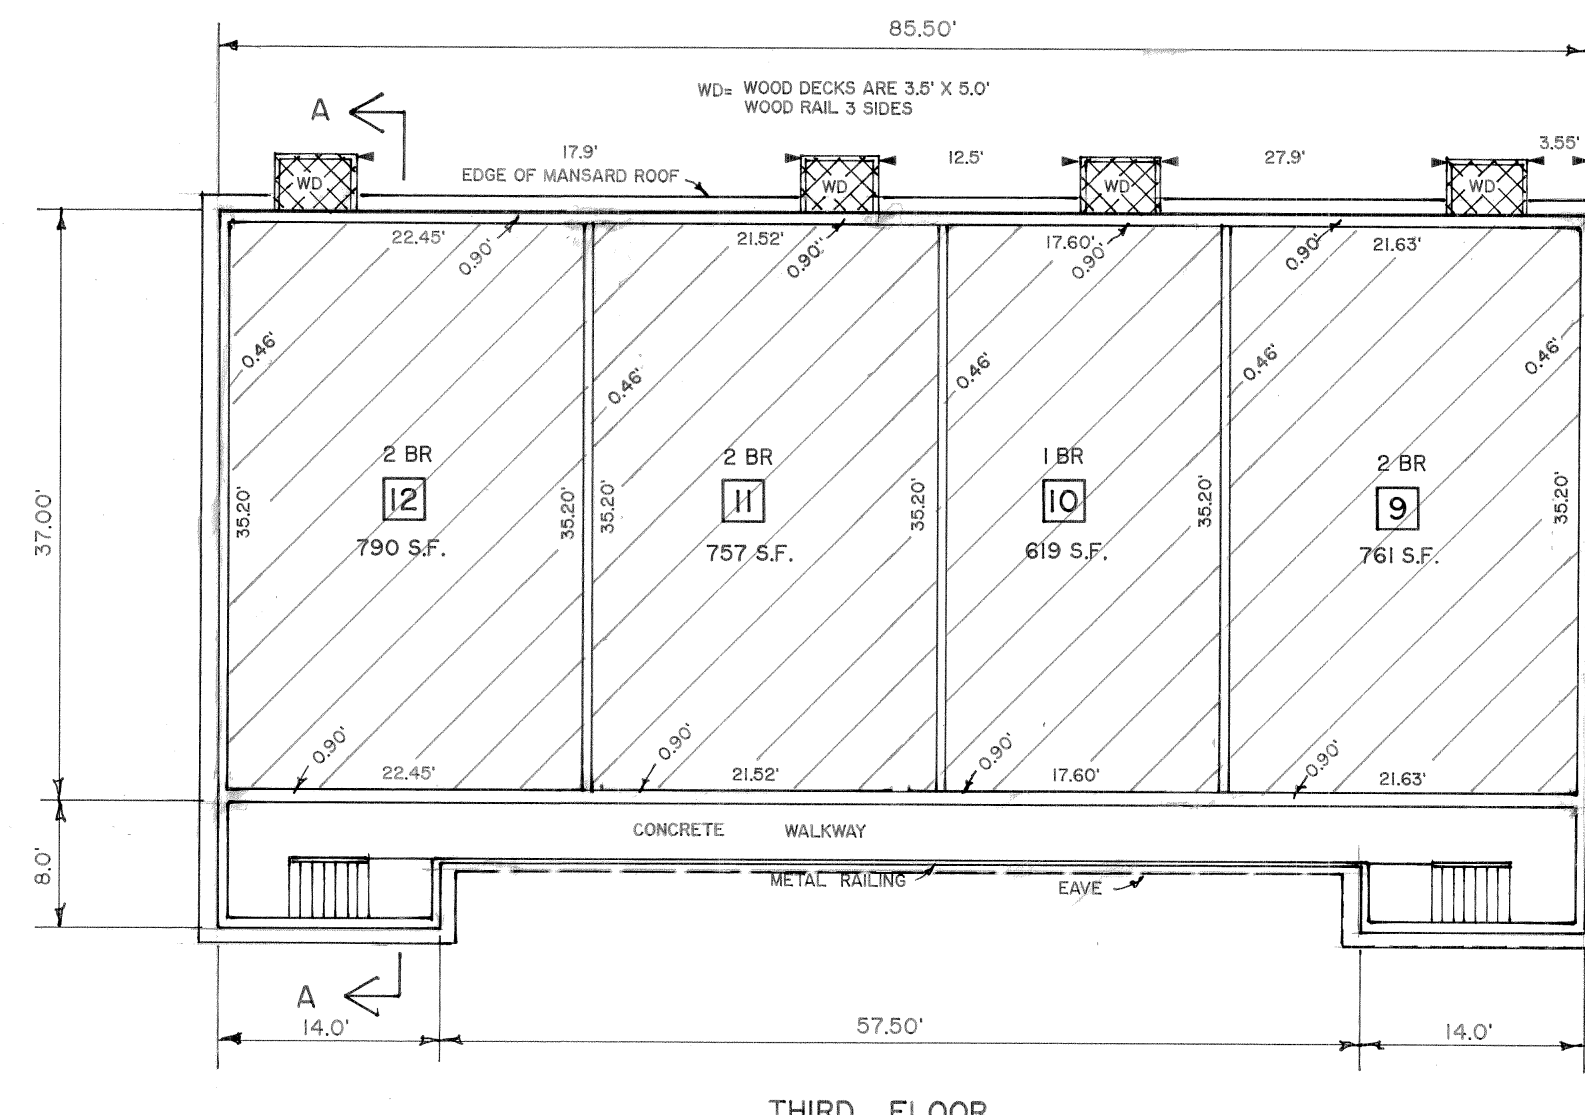 85.50'
WD= WOOD DECKS ARE 3.5' X 5.0'
WOOD RAIL 3 SIDES
A
17.9'
12.5'
27.9'
3.55'
EDGE OF MANSARD ROOF
WD
WD
WD
WD
22.45'
0.90'
21.52'
0.90"
17.60'
0.90'
0.90'
21.63'
0.46'
0.46'
0.46'
0.46'
0.46'
2 BR
12
790 S.F.
2 BR
11
757 S.F.
1 BR
10
619 S.F.
2 BR
9
761 S.F.
37.00'
35.20'
35.20'
35.20'
35.20'
35.20'
35.20'
0.90'
22.45'
0.90'
21.52'
0.90'
17.60'
0.90'
21.63'
CONCRETE WALKWAY
8.0'
METAL RAILING
EAVE
A
14.0'
57.50'
14.0'
THIRD FLOOR